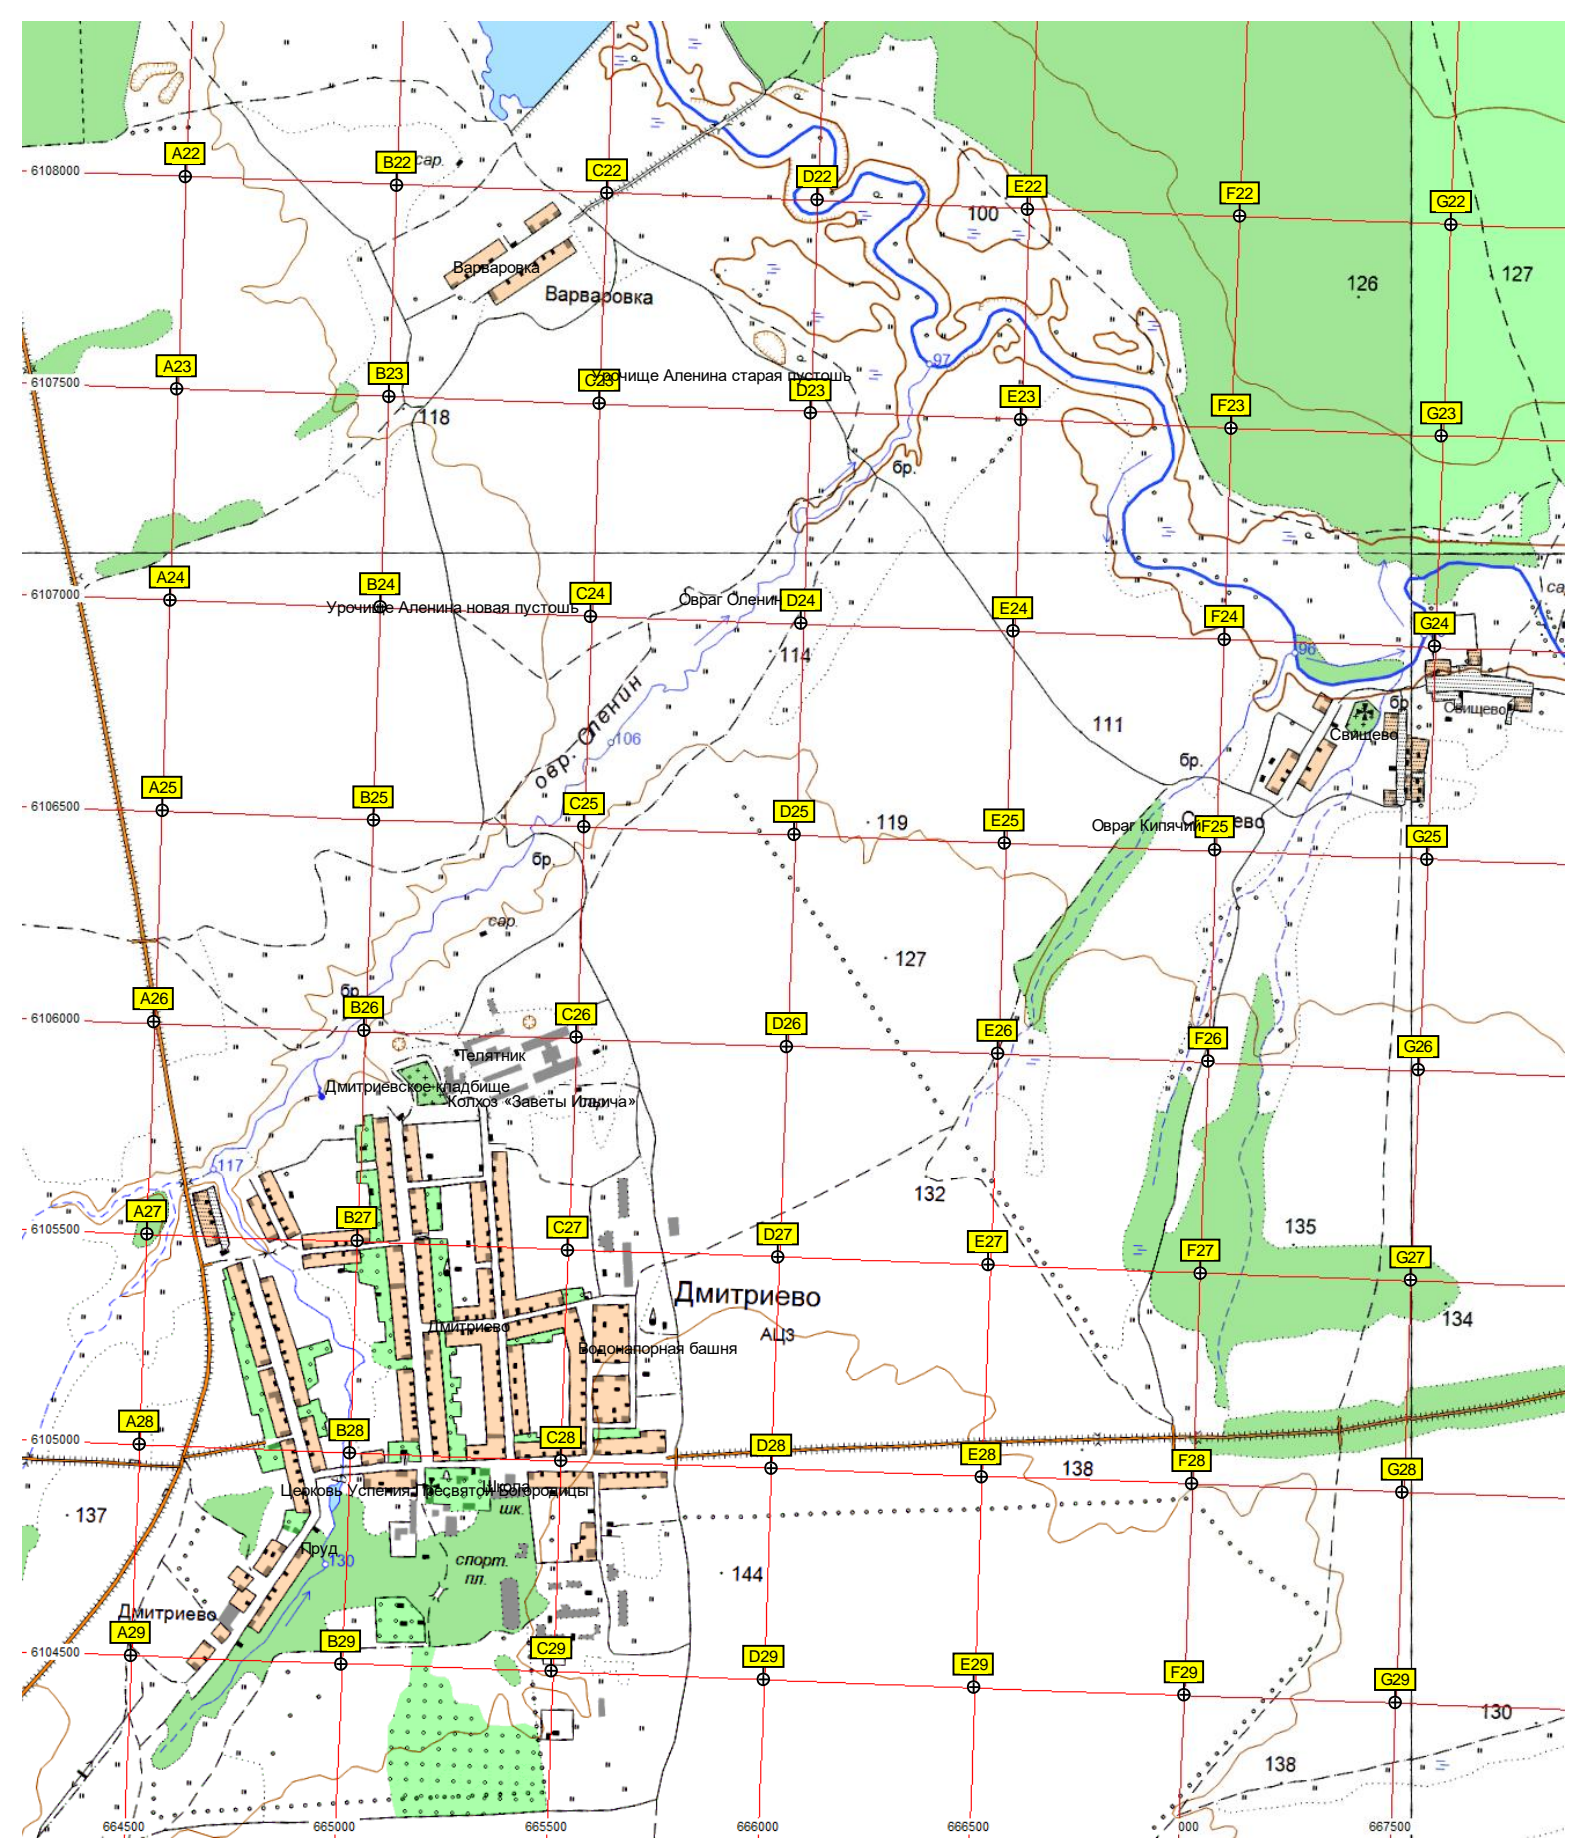 A22
B22
сар.
C22
D22
E22
F22
G22
6108000
100
126
127
Варваровка
Варваровка
97
A23
B23
C23
Урочище Аленина старая пустошь
D23
E23
F23
G23
6107500
118
бр.
A24
B24
C24
D24
E24
F24
G24
6107000
Урочище Аленина новая пустошь
Овраг Оленин
114
96
овр. Оленин
106
111
бр.
бр.
Свищево
Свищево
A25
B25
C25
D25
E25
F25
G25
6106500
119
Овраг Кипячий
бр.
сар.
127
бр.
A26
B26
C26
D26
E26
F26
G26
6106000
Телятник
Дмитриевское кладбище
Колхоз «Заветы Ильича»
117
132
135
A27
B27
C27
D27
E27
F27
G27
6105500
Дмитриево
АЦЗ
134
Дмитриево
Водонапорная башня
A28
B28
C28
D28
E28
F28
G28
6105000
138
Церковь Успения Пресвятой Богородицы
Школа
шк.
137
Пруд
130
спорт.
пл.
144
Дмитриево
A29
B29
C29
D29
E29
F29
G29
6104500
130
138
664500
665000
665500
666000
666500
000
667500